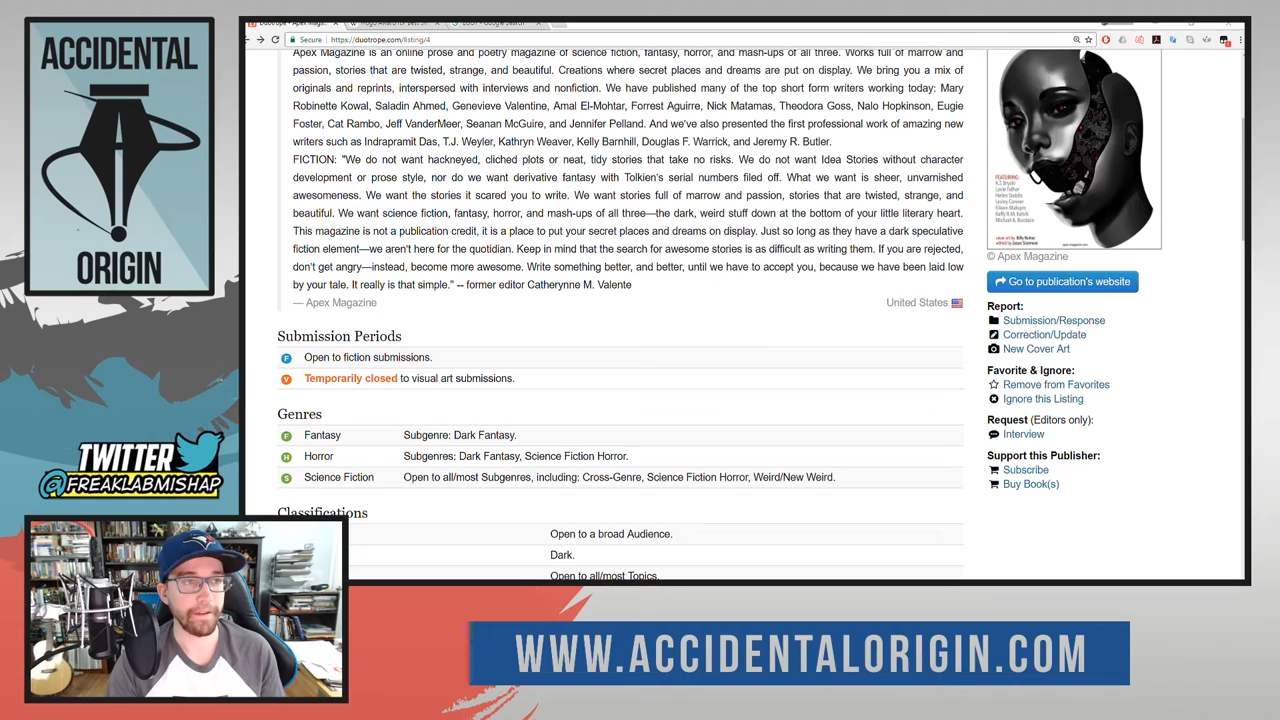 ACCIDENTAL
ORIGIN
TWITTER
@FREAKLABMISHAP
Secure
https://duotrope.com/listing/4
Apex Magazine is an online prose and poetry magazine of science fiction, fantasy, horror, and mash-ups of all three. Works full of marrow and
passion, stories that are twisted, strange, and beautiful. Creations where secret places and dreams are put on display. We bring you a mix of
originals and reprints, interspersed with interviews and nonfiction. We have published many of the top short form writers working today: Mary
Robinette Kowal, Saladin Ahmed, Genevieve Valentine, Amal El-Mohtar, Forrest Aguirre, Nick Matamas, Theodora Goss, Nalo Hopkinson, Eugie
Foster, Cat Rambo, Jeff VanderMeer, Seanan McGuire, and Jennifer Pelland. And we've also presented the first professional work of amazing new
writers such as Indrapramit Das, T.J. Weyler, Kathryn Weaver, Kelly Barnhill, Douglas F. Warrick, and Jeremy R. Butler.
FICTION: "We do not want hackneyed, cliched plots or neat, tidy stories that take no risks. We do not want Idea Stories without character
development or prose style, nor do we want derivative fantasy with Tolkien's serial numbers filed off. What we want is sheer, unvarnished
awesomeness. We want the stories it scared you to write. We want stories full of marrow and passion, stories that are twisted, strange, and
beautiful. We want science fiction, fantasy, horror, and mash-ups of all three—the dark, weird stuff down at the bottom of your little literary heart.
This magazine is not a publication credit, it is a place to put your secret places and dreams on display. Just so long as they have a dark speculative
fiction element—we aren't here for the quotidian. Keep in mind that the search for awesome stories is as difficult as writing them. If you are rejected,
don't get angry—instead, become more awesome. Write something better, and better, until we have to accept you, because we have been laid low
by your tale. It really is that simple." -- former editor Catherynne M. Valente
— Apex Magazine
United States
Submission Periods
F Open to fiction submissions.
V Temporarily closed to visual art submissions.
Genres
F Fantasy Subgenre: Dark Fantasy.
H Horror Subgenres: Dark Fantasy, Science Fiction Horror.
S Science Fiction Open to all/most Subgenres, including: Cross-Genre, Science Fiction Horror, Weird/New Weird.
Classifications
Open to a broad Audience.
Dark.
Open to all/most Topics.
FEATURING:
© Apex Magazine
Go to publication's website
Report:
Submission/Response
Correction/Update
New Cover Art
Favorite & Ignore:
Remove from Favorites
Ignore this Listing
Request (Editors only):
Interview
Support this Publisher:
Subscribe
Buy Book(s)
WWW.ACCIDENTALORIGIN.COM